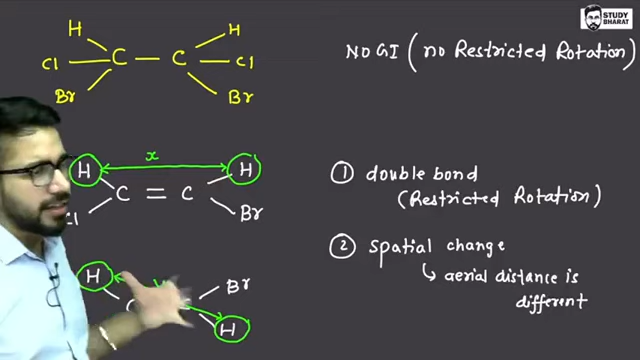 STUDY
BHARAT
H H
Cl C — C — Cl
Br Br
NO GI (no Restricted Rotation)
x
H H
C = C
Cl Br
① double bond
(Restricted Rotation)
② spatial change
↳ aerial distance is
different
H Br
H